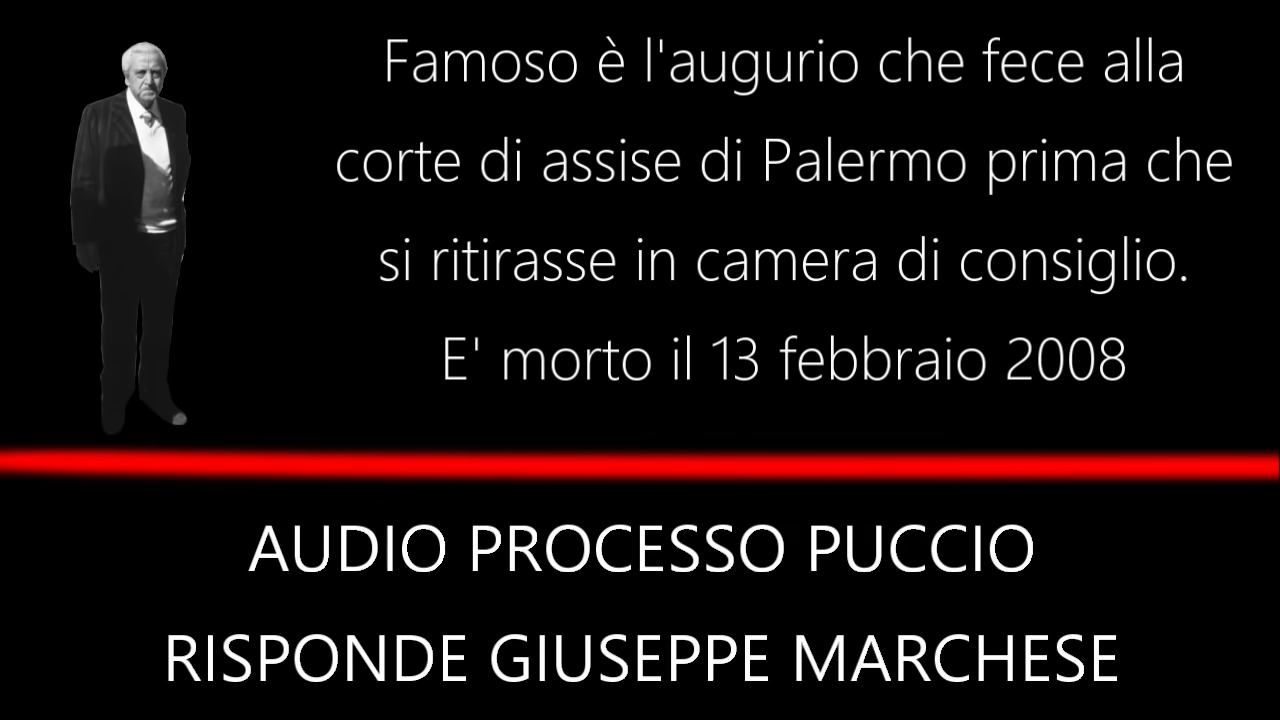 Famoso è l'augurio che fece alla
corte di assise di Palermo prima che
si ritirasse in camera di consiglio.
E' morto il 13 febbraio 2008
AUDIO PROCESSO PUCCIO
RISPONDE GIUSEPPE MARCHESE